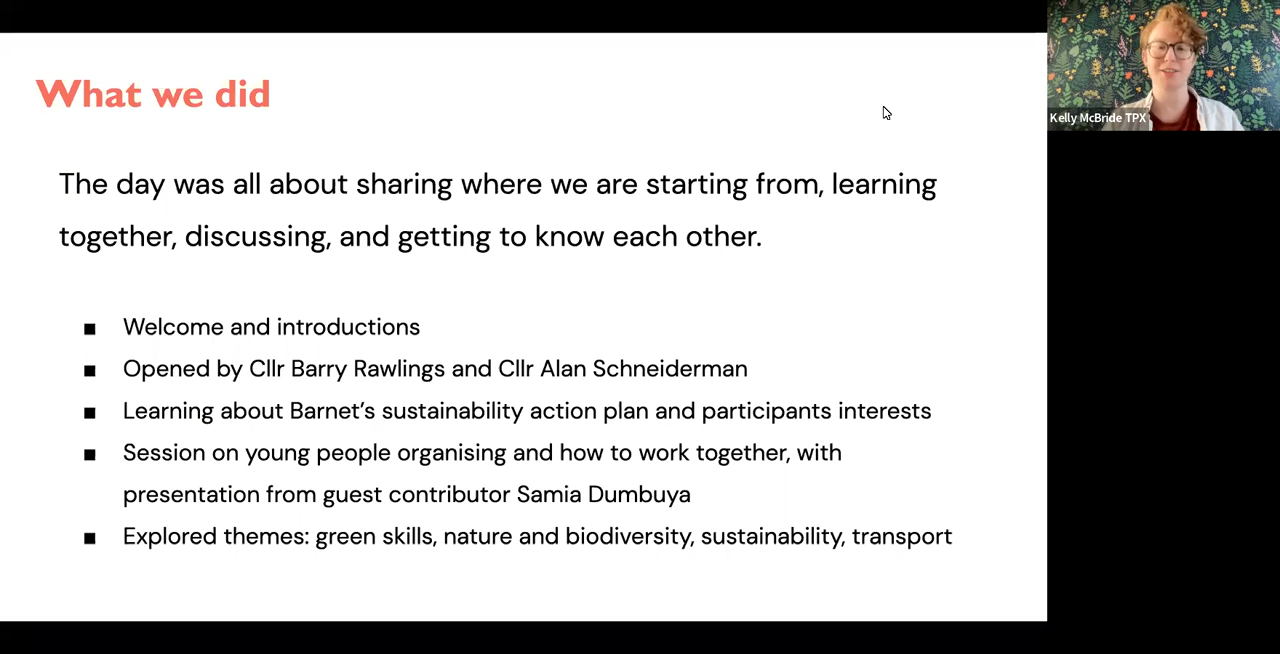 What we did
The day was all about sharing where we are starting from, learning
together, discussing, and getting to know each other.
■ Welcome and introductions
■ Opened by Cllr Barry Rawlings and Cllr Alan Schneiderman
■ Learning about Barnet's sustainability action plan and participants interests
■ Session on young people organising and how to work together, with
presentation from guest contributor Samia Dumbuya
■ Explored themes: green skills, nature and biodiversity, sustainability, transport
Kelly McBride TPX